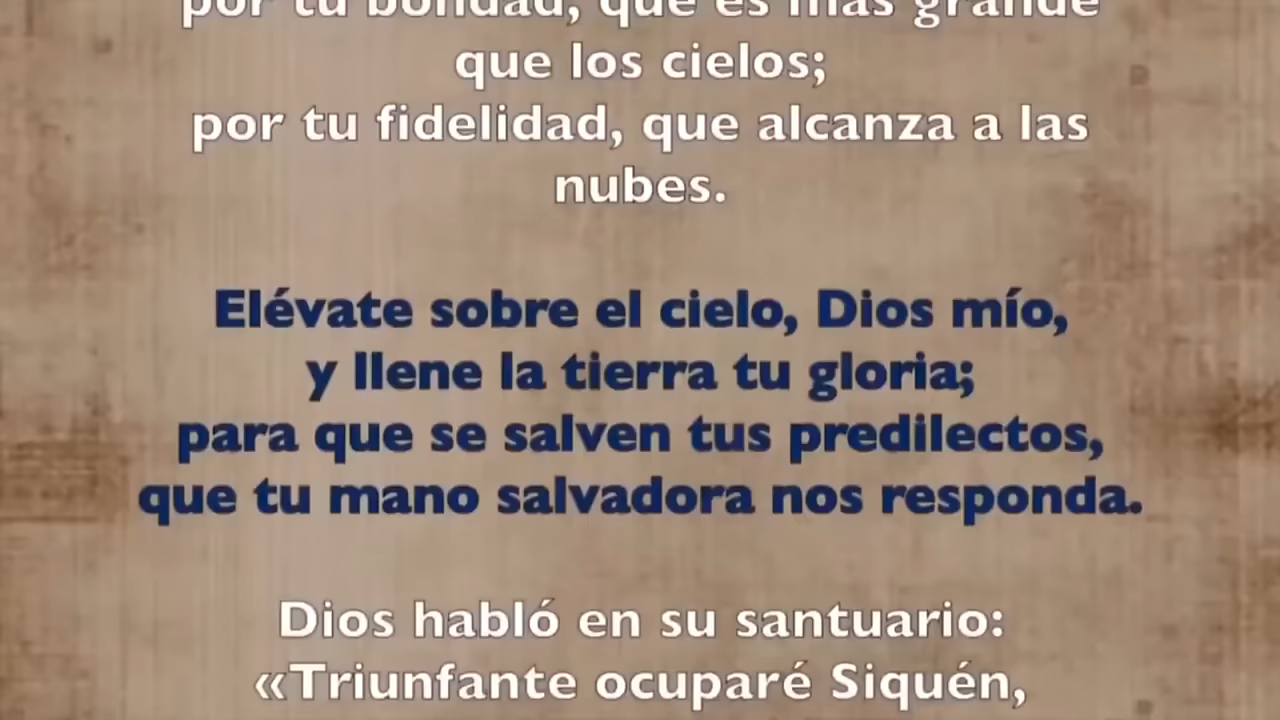 por tu bondad, que es más grande
que los cielos;
por tu fidelidad, que alcanza a las
nubes.
Elévate sobre el cielo, Dios mío,
y llene la tierra tu gloria;
para que se salven tus predilectos,
que tu mano salvadora nos responda.
Dios habló en su santuario:
«Triunfante ocuparé Siquén,